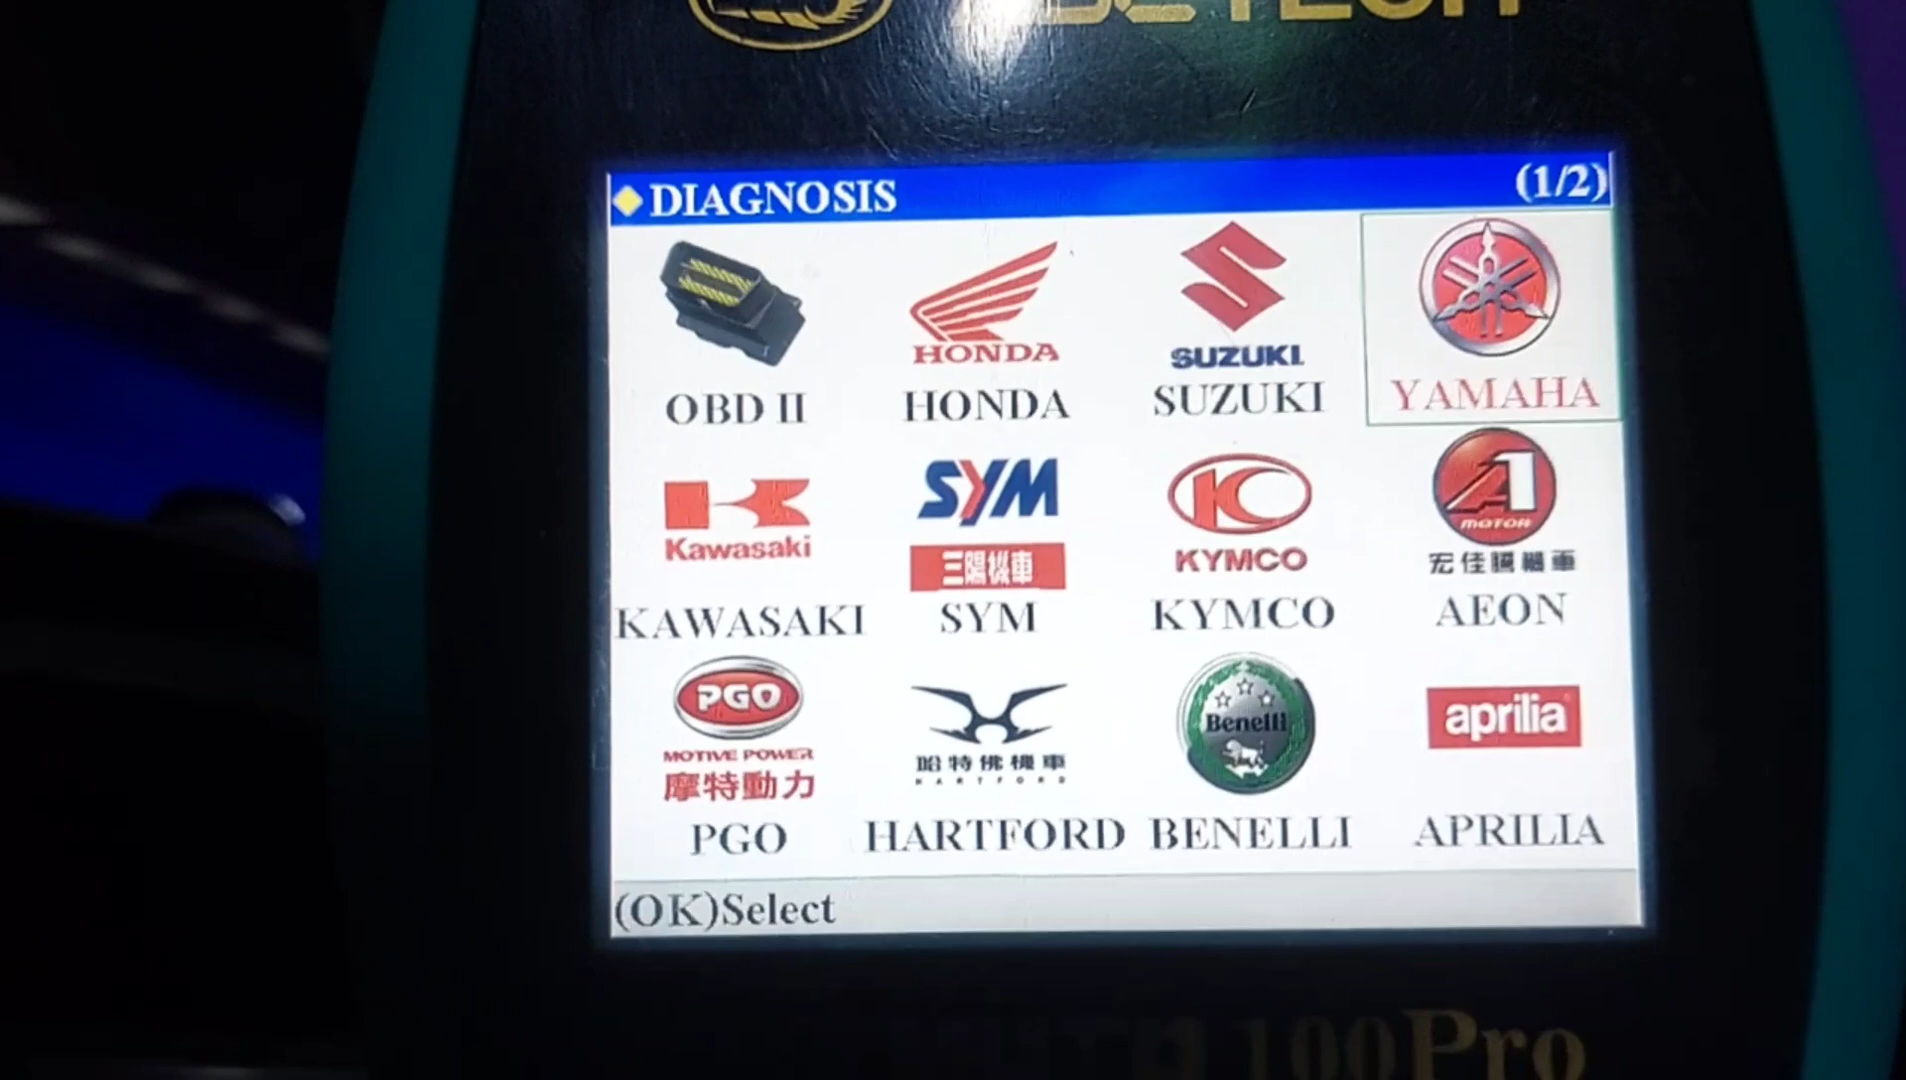 DIAGNOSIS (1/2)
HONDA
SUZUKI
OBD II HONDA SUZUKI YAMAHA
Kawasaki
SYM
三陽機車
KYMCO
MOTOR
宏佳騰機車
KAWASAKI SYM KYMCO AEON
PGO
MOTIVE POWER
摩特動力
哈特佛機車
HARTFORD
Benelli
aprilia
PGO HARTFORD BENELLI APRILIA
(OK)Select
100Pro